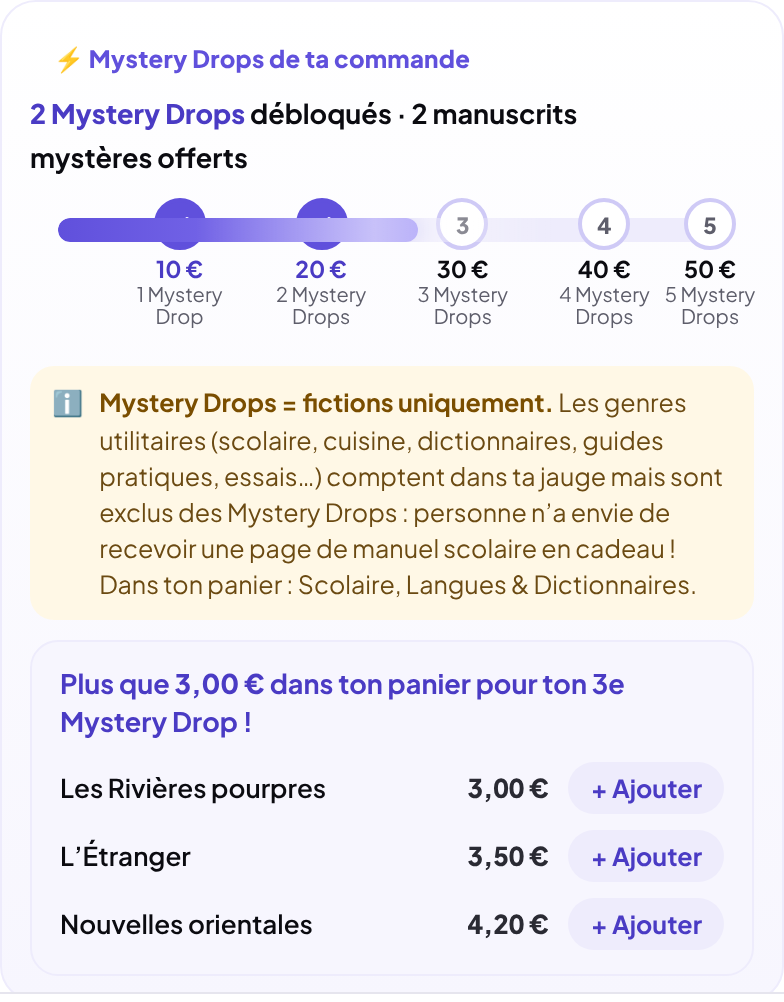 ⚡ Mystery Drops de ta commande
2 Mystery Drops débloqués · 2 manuscrits
mystères offerts
3 4 5
10 € 20 € 30 € 40 € 50 €
1 Mystery 2 Mystery 3 Mystery 4 Mystery 5 Mystery
Drop Drops Drops Drops Drops
ℹ️ Mystery Drops = fictions uniquement. Les genres
utilitaires (scolaire, cuisine, dictionnaires, guides
pratiques, essais…) comptent dans ta jauge mais sont
exclus des Mystery Drops : personne n’a envie de
recevoir une page de manuel scolaire en cadeau !
Dans ton panier : Scolaire, Langues & Dictionnaires.
Plus que 3,00 € dans ton panier pour ton 3e
Mystery Drop !
Les Rivières pourpres 3,00 € + Ajouter
L’Étranger 3,50 € + Ajouter
Nouvelles orientales 4,20 € + Ajouter